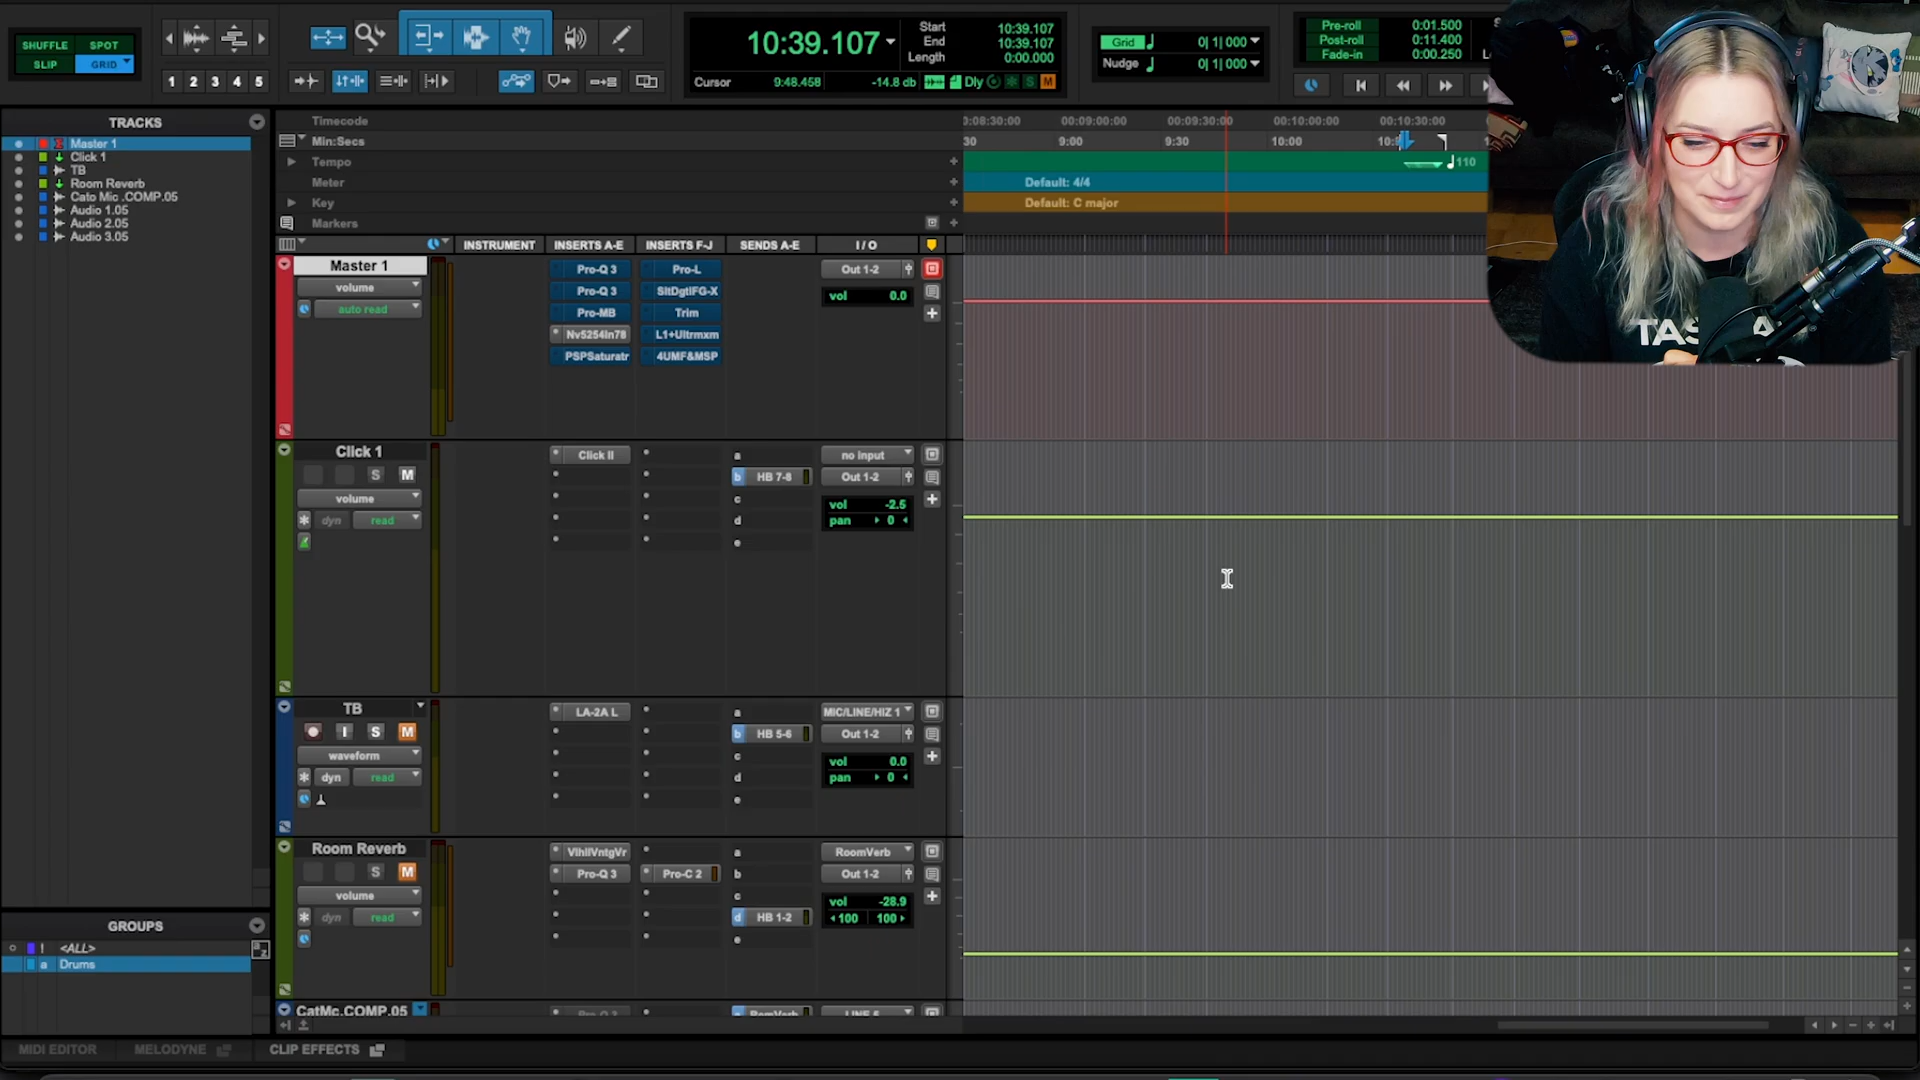 SHUFFLE SPOT
SLIP GRID
1 2 3 4 5
10:39.107
Start 10:39.107
End 10:39.107
Length 0:00.000
Cursor 9:48.458 -14.8 db Dly S M
Grid 0| 1| 000
Nudge 0| 1| 000
Pre-roll 0:01.500
Post-roll 0:11.400
Fade-in 0:00.250
TRACKS
Master 1
Click 1
TB
Room Reverb
Cato Mic .COMP.05
Audio 1.05
Audio 2.05
Audio 3.05
Timecode
0:08:30:00 00:09:00:00 00:09:30:00 00:10:00:00 00:10:30:00
Min:Secs
30 9:00 9:30 10:00
Tempo
110
Meter
Default: 4/4
Key
Default: C major
Markers
INSTRUMENT INSERTS A-E INSERTS F-J SENDS A-E I / O
Master 1
volume
auto read
Pro-Q 3
Pro-Q 3
Pro-MB
Nv5254In78
PSPSaturatr
Pro-L
SltDgtlFG-X
Trim
L1+Ultrmxm
4UMF&MSP
Out 1-2
vol 0.0
TAS
Click 1
S M
volume
dyn read
Click II
a
b HB 7-8
c
d
e
no input
Out 1-2
vol -2.5
pan 0
TB
I S M
waveform
dyn read
LA-2A L
a
b HB 5-6
c
d
e
MIC/LINE/HIZ 1
Out 1-2
vol 0.0
pan 0
Room Reverb
S M
volume
dyn read
VlhllVntgVr
Pro-Q 3
Pro-C 2
a
b
c
d HB 1-2
e
RoomVerb
Out 1-2
vol -28.9
100 100
CatMc.COMP.05
Pro-Q 3
RomVerb
LINE 5
GROUPS
! <ALL>
a Drums
MIDI EDITOR MELODYNE CLIP EFFECTS